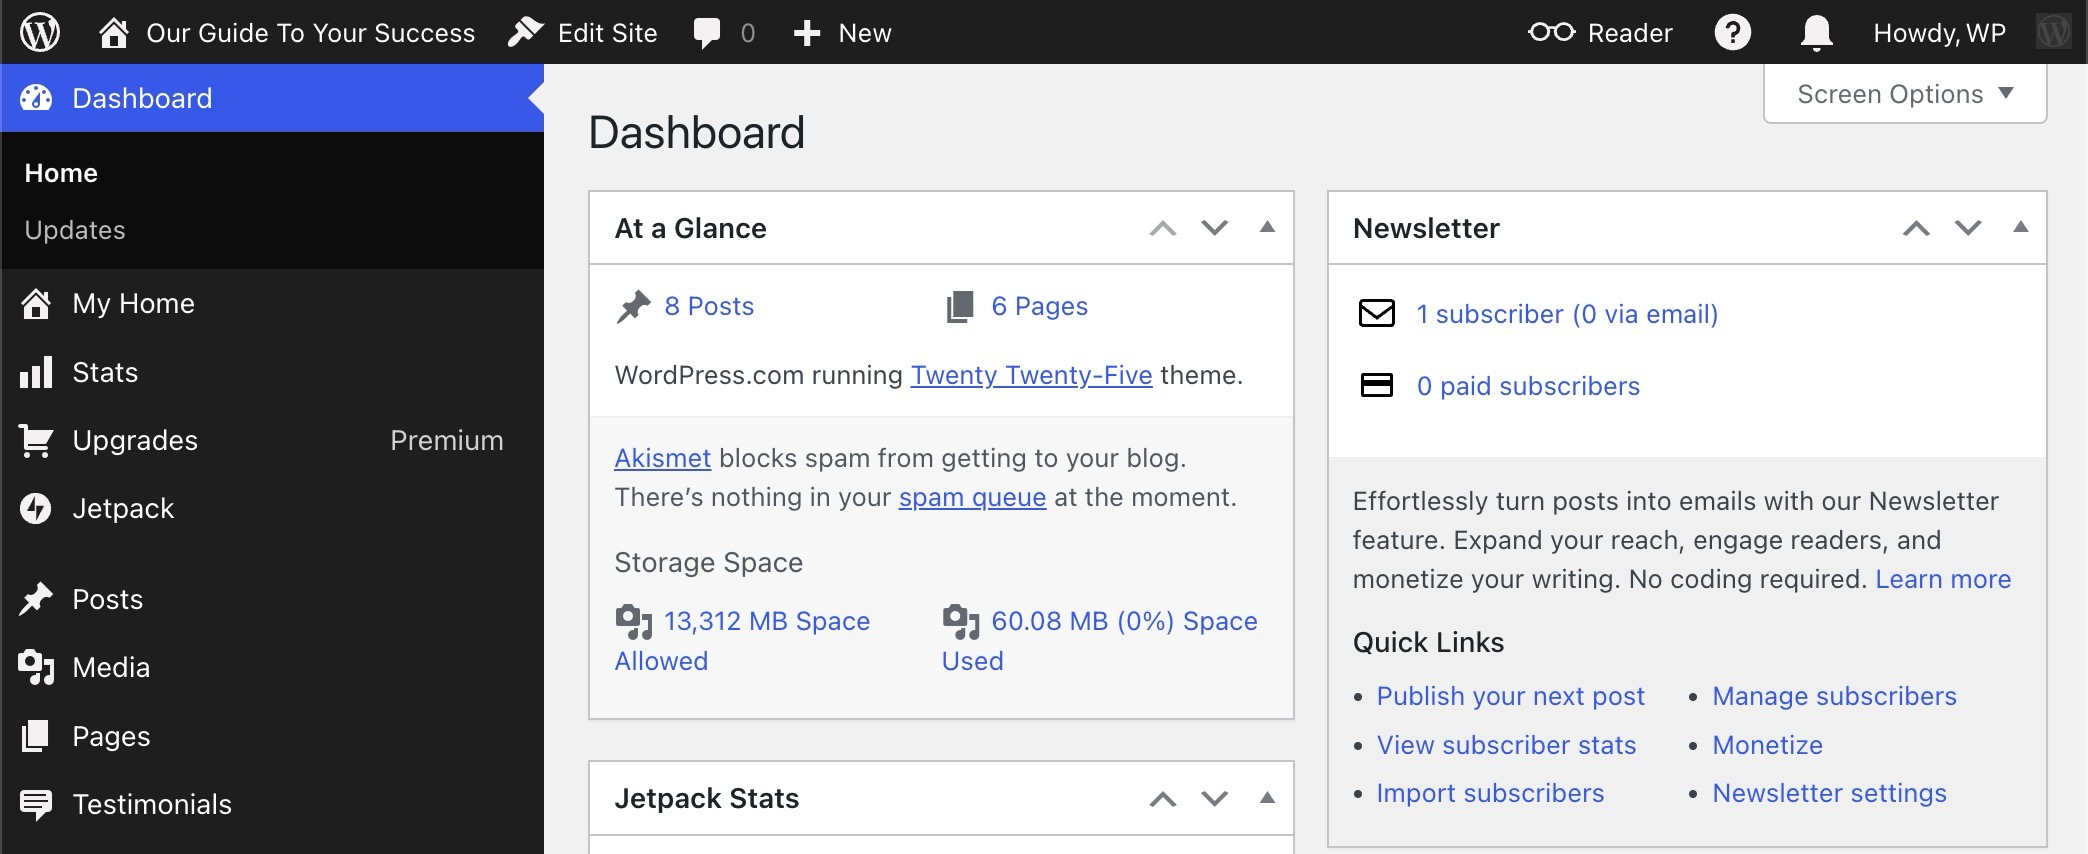 Our Guide To Your Success Edit Site 0 New Reader Howdy, WP
Dashboard
Home
Updates
My Home
Stats
Upgrades Premium
Jetpack
Posts
Media
Pages
Testimonials
Screen Options
Dashboard
At a Glance
8 Posts 6 Pages
WordPress.com running Twenty Twenty-Five theme.
Akismet blocks spam from getting to your blog.
There’s nothing in your spam queue at the moment.
Storage Space
13,312 MB Space
Allowed
60.08 MB (0%) Space
Used
Jetpack Stats
Newsletter
1 subscriber (0 via email)
0 paid subscribers
Effortlessly turn posts into emails with our Newsletter
feature. Expand your reach, engage readers, and
monetize your writing. No coding required. Learn more
Quick Links
• Publish your next post • Manage subscribers
• View subscriber stats • Monetize
• Import subscribers • Newsletter settings